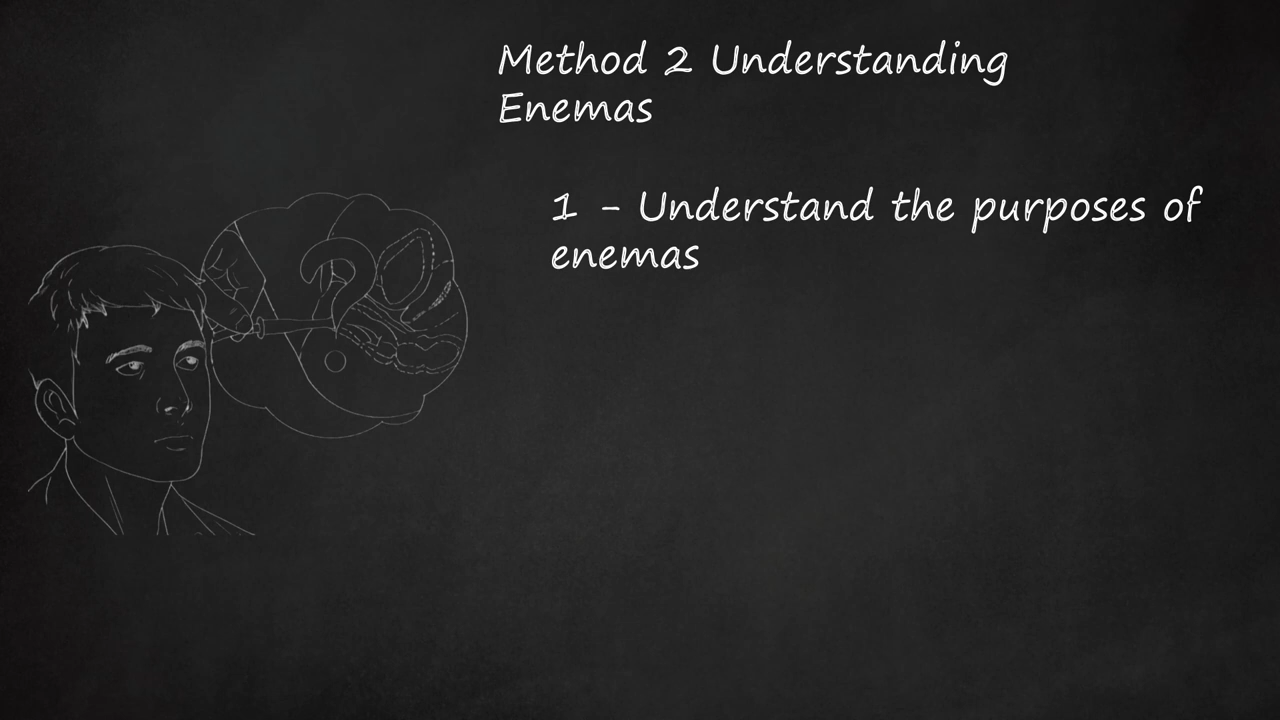 Method 2 Understanding
Enemas
1 - Understand the purposes of
enemas